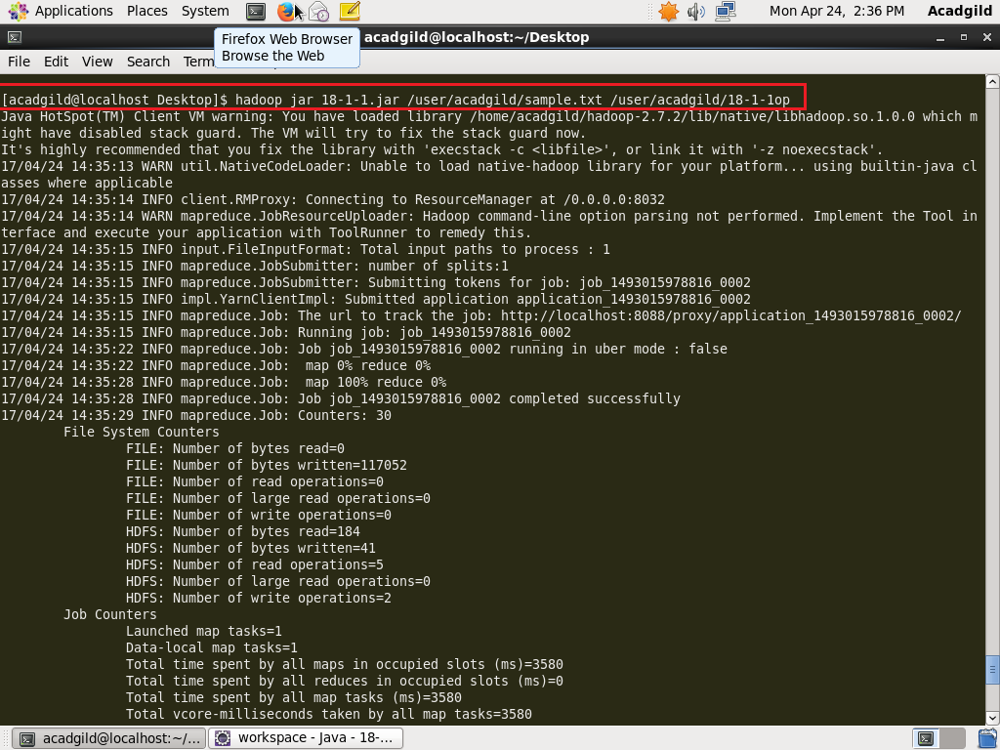 Applications Places System Mon Apr 24, 2:36 PM Acadgild
acadgild@localhost:~/Desktop
Firefox Web Browser
Browse the Web
File Edit View Search Term
[acadgild@localhost Desktop]$ hadoop jar 18-1-1.jar /user/acadgild/sample.txt /user/acadgild/18-1-1op
Java HotSpot(TM) Client VM warning: You have loaded library /home/acadgild/hadoop-2.7.2/lib/native/libhadoop.so.1.0.0 which m
ight have disabled stack guard. The VM will try to fix the stack guard now.
It's highly recommended that you fix the library with 'execstack -c <libfile>', or link it with '-z noexecstack'.
17/04/24 14:35:13 WARN util.NativeCodeLoader: Unable to load native-hadoop library for your platform... using builtin-java cl
asses where applicable
17/04/24 14:35:14 INFO client.RMProxy: Connecting to ResourceManager at /0.0.0.0:8032
17/04/24 14:35:14 WARN mapreduce.JobResourceUploader: Hadoop command-line option parsing not performed. Implement the Tool in
terface and execute your application with ToolRunner to remedy this.
17/04/24 14:35:15 INFO input.FileInputFormat: Total input paths to process : 1
17/04/24 14:35:15 INFO mapreduce.JobSubmitter: number of splits:1
17/04/24 14:35:15 INFO mapreduce.JobSubmitter: Submitting tokens for job: job_1493015978816_0002
17/04/24 14:35:15 INFO impl.YarnClientImpl: Submitted application application_1493015978816_0002
17/04/24 14:35:15 INFO mapreduce.Job: The url to track the job: http://localhost:8088/proxy/application_1493015978816_0002/
17/04/24 14:35:15 INFO mapreduce.Job: Running job: job_1493015978816_0002
17/04/24 14:35:22 INFO mapreduce.Job: Job job_1493015978816_0002 running in uber mode : false
17/04/24 14:35:22 INFO mapreduce.Job:  map 0% reduce 0%
17/04/24 14:35:28 INFO mapreduce.Job:  map 100% reduce 0%
17/04/24 14:35:28 INFO mapreduce.Job: Job job_1493015978816_0002 completed successfully
17/04/24 14:35:29 INFO mapreduce.Job: Counters: 30
File System Counters
FILE: Number of bytes read=0
FILE: Number of bytes written=117052
FILE: Number of read operations=0
FILE: Number of large read operations=0
FILE: Number of write operations=0
HDFS: Number of bytes read=184
HDFS: Number of bytes written=41
HDFS: Number of read operations=5
HDFS: Number of large read operations=0
HDFS: Number of write operations=2
Job Counters
Launched map tasks=1
Data-local map tasks=1
Total time spent by all maps in occupied slots (ms)=3580
Total time spent by all reduces in occupied slots (ms)=0
Total time spent by all map tasks (ms)=3580
Total vcore-milliseconds taken by all map tasks=3580
acadgild@localhost:~/... workspace - Java - 18-...